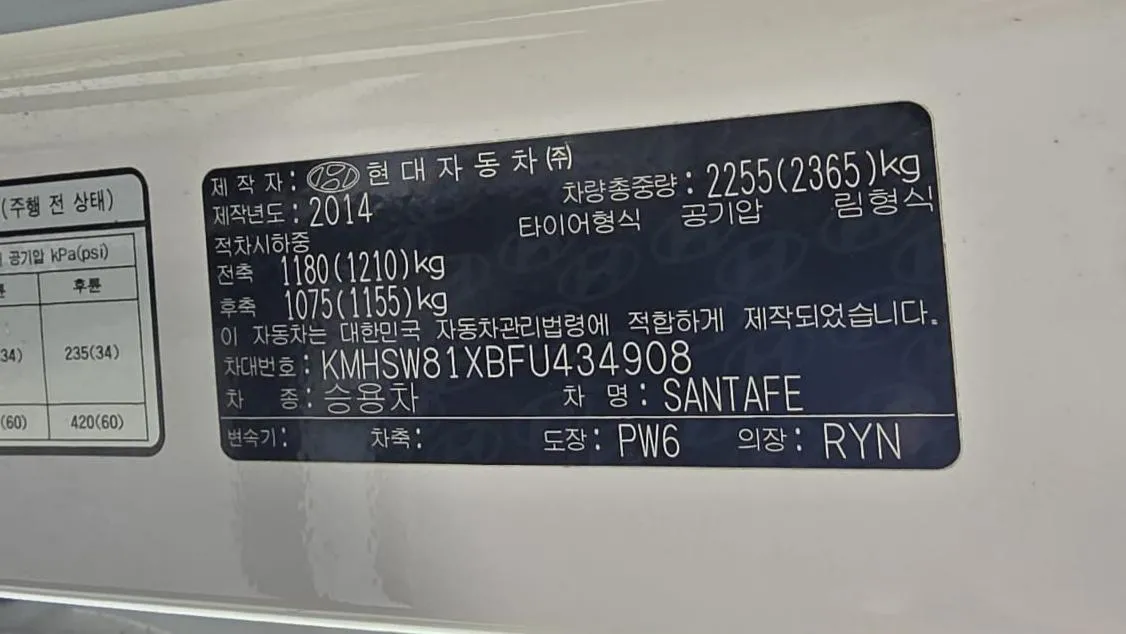 (주행 전 상태)
공기압 kPa(psi)
후륜
34)
235(34)
(60)
420(60)
제 작 자: 현대자동차(주)
차량총중량: 2255(2365)kg
제작년도: 2014
타이어형식 공기압 림형식
적차시하중
전축 1180(1210)kg
후축 1075(1155)kg
이 자동차는 대한민국 자동차관리법령에 적합하게 제작되었습니다.
차대번호: KMHSW81XBFU434908
차 종: 승용차 차 명: SANTAFE
변속기: 차축: 도장: PW6 의장: RYN